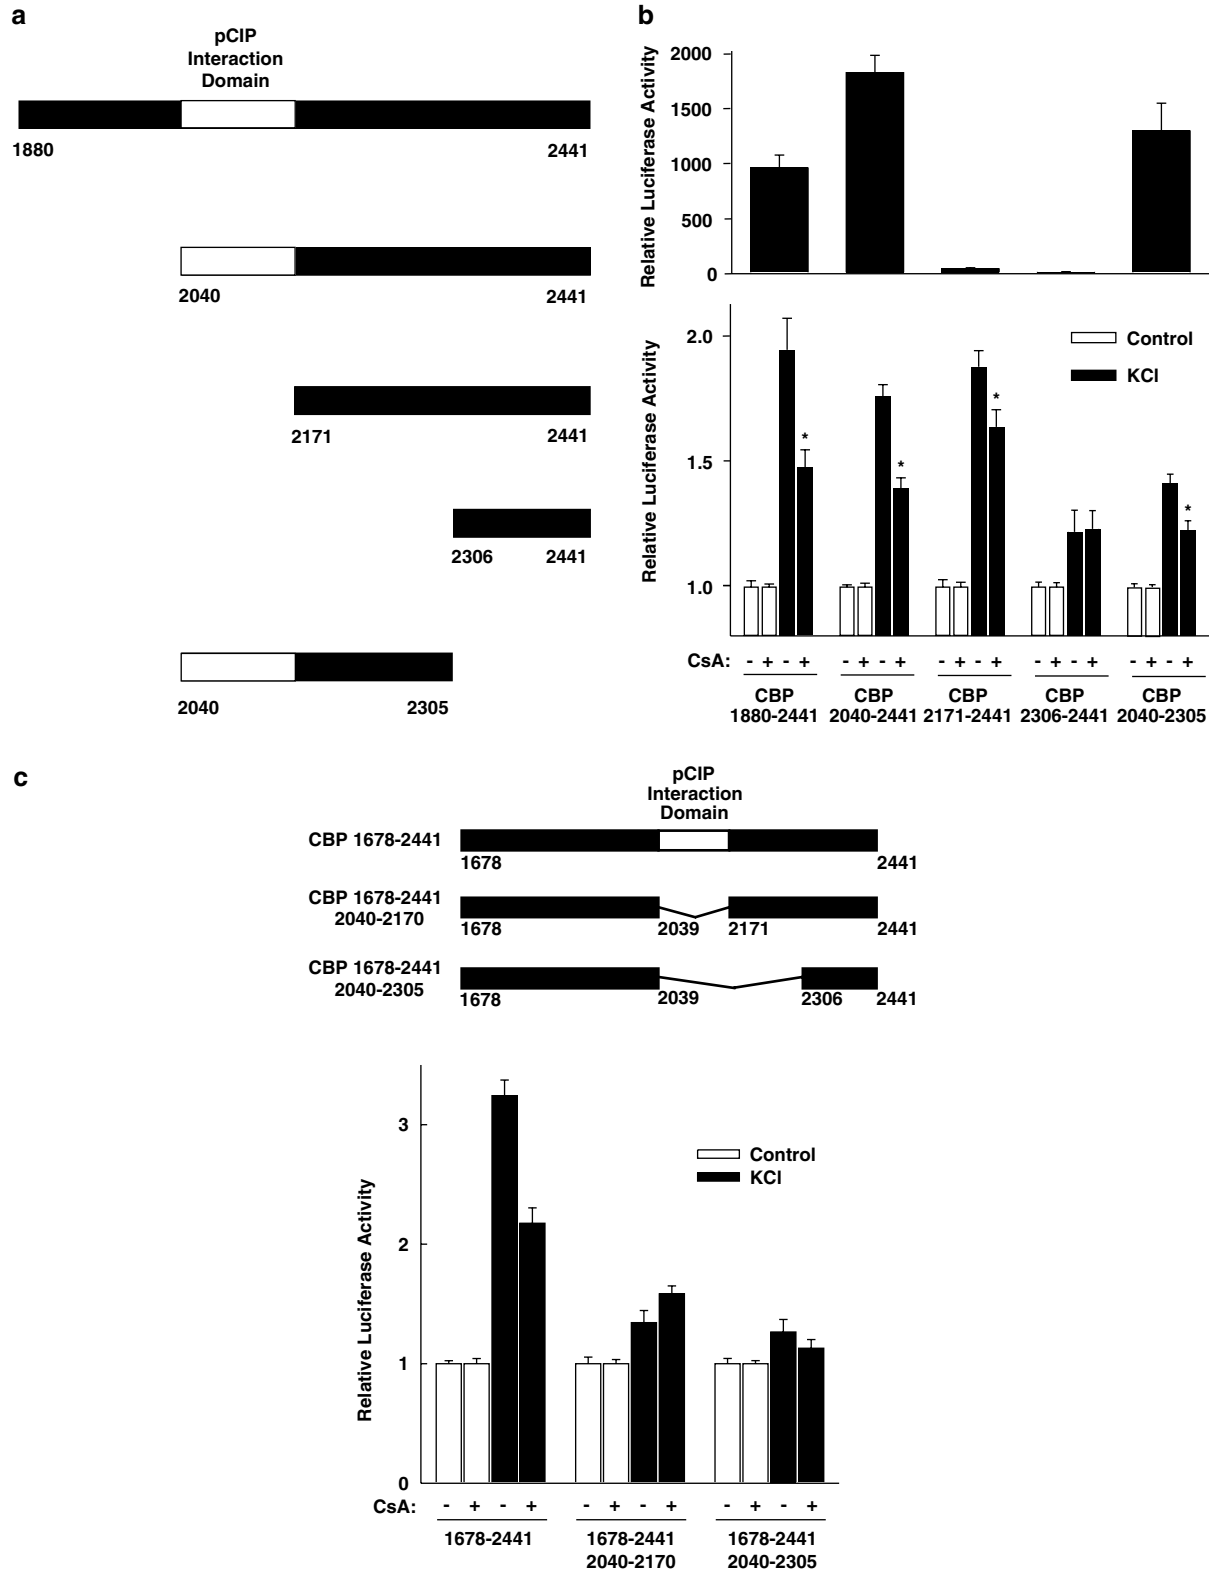 a
pCIP
Interaction
Domain
1880 2441
2040 2441
2171 2441
2306 2441
2040 2305
b
Relative Luciferase Activity
2000
1500
1000
500
0
Relative Luciferase Activity
2.0
1.5
1.0
Control
KCl
* * * *
CsA: - + - + - + - + - + - + - + - + - + - +
CBP CBP CBP CBP CBP
1880-2441 2040-2441 2171-2441 2306-2441 2040-2305
c
pCIP
Interaction
Domain
CBP 1678-2441
1678 2441
CBP 1678-2441
2040-2170
1678 2039 2171 2441
CBP 1678-2441
2040-2305
1678 2039 2306 2441
Relative Luciferase Activity
3
2
1
0
Control
KCl
CsA: - + - + - + - + - + - +
1678-2441 1678-2441 1678-2441
2040-2170 2040-2305